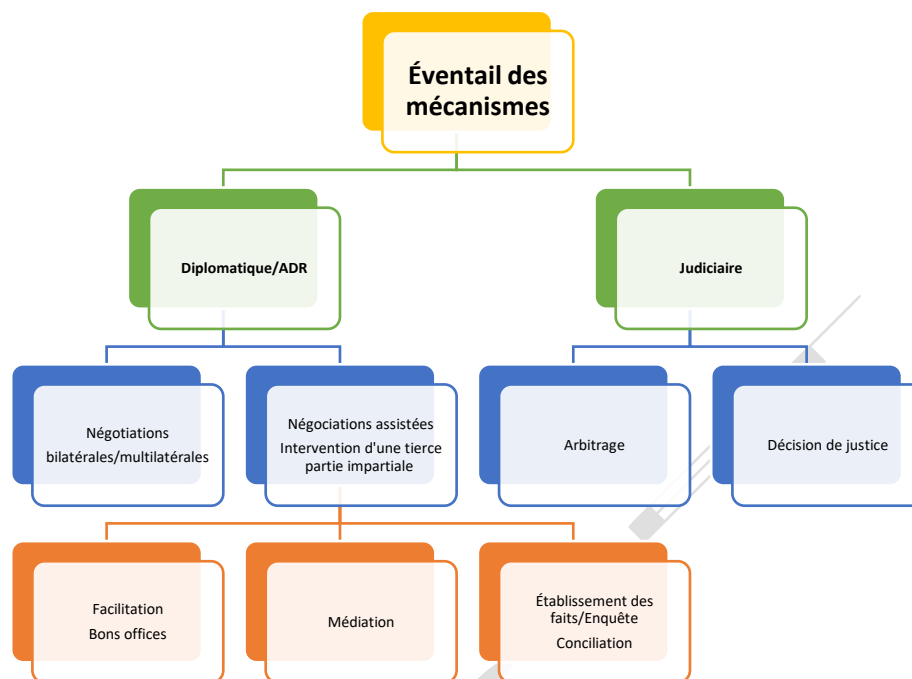 Éventail des
mécanismes
Diplomatique/ADR
Judiciaire
Négotiations
bilatérales/multilatérales
Négociations assistées
Intervention d'une tierce
partie impartiale
Arbitrage
Décision de justice
Facilitation
Bons offices
Médiation
Établissement des
faits/Enquête
Conciliation